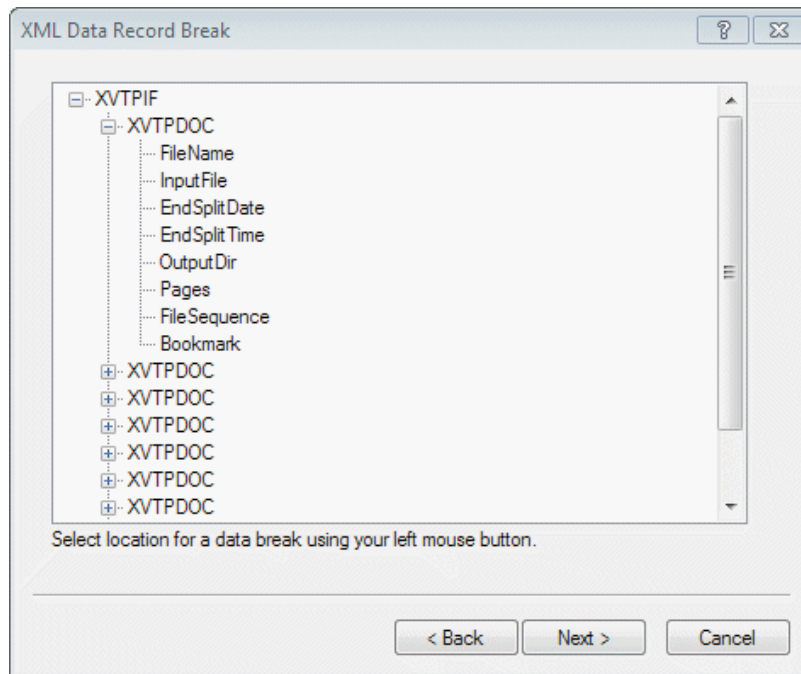 XML Data Record Break
XVTPIF
XVTPDOC
FileName
InputFile
EndSplitDate
EndSplitTime
OutputDir
Pages
FileSequence
Bookmark
XVTPDOC
XVTPDOC
XVTPDOC
XVTPDOC
XVTPDOC
XVTPDOC
Select location for a data break using your left mouse button.
< Back Next > Cancel